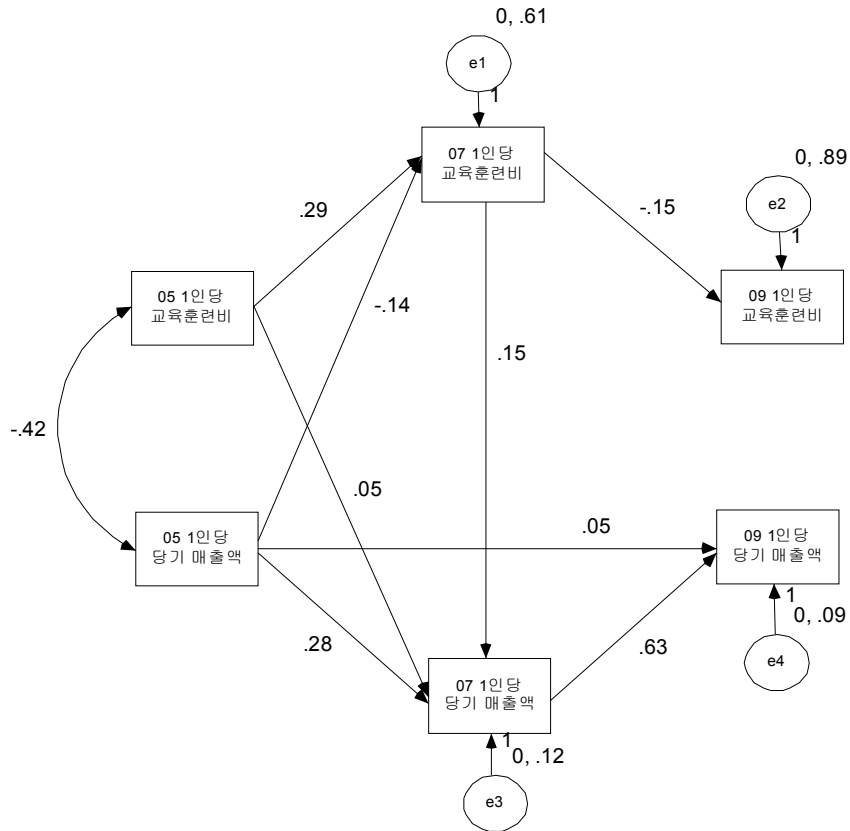 0, .61
e1
1
07 1인당
교육훈련비
0, .89
e2
1
.29
-.15
05 1인당
교육훈련비
-.14
09 1인당
교육훈련비
.15
-.42
.05
05 1인당
당기 매출액
.05
09 1인당
당기 매출액
1
0, .09
.28
.63
e4
07 1인당
당기 매출액
1
0, .12
e3